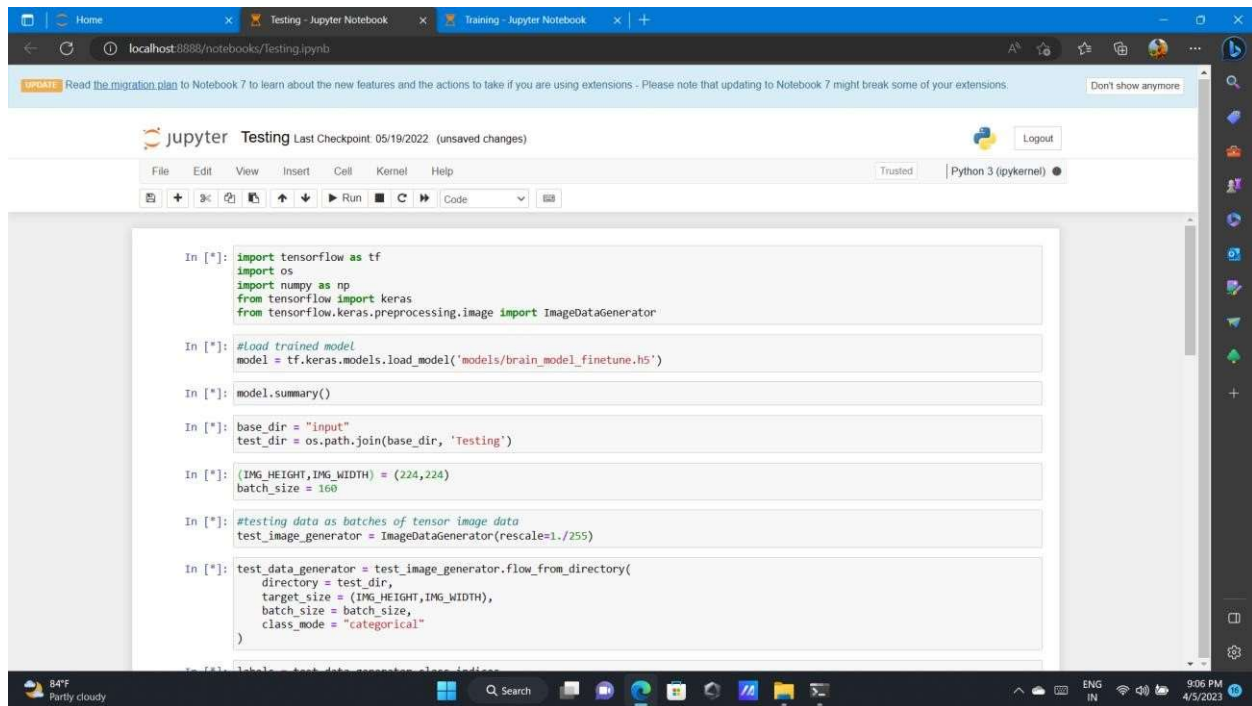 Home
Testing - Jupyter Notebook
Training - Jupyter Notebook
localhost:8888/notebooks/Testing.ipynb
UPDATE Read the migration plan to Notebook 7 to learn about the new features and the actions to take if you are using extensions - Please note that updating to Notebook 7 might break some of your extensions.
Don't show anymore
jupyter Testing Last Checkpoint: 05/19/2022 (unsaved changes)
Logout
File Edit View Insert Cell Kernel Help
Trusted Python 3 (ipykernel)
Run Code
In [*]: import tensorflow as tf
import os
import numpy as np
from tensorflow import keras
from tensorflow.keras.preprocessing.image import ImageDataGenerator
In [*]: #Load trained model
model = tf.keras.models.load_model('models/brain_model_finetune.h5')
In [*]: model.summary()
In [*]: base_dir = "input"
test_dir = os.path.join(base_dir, 'Testing')
In [*]: (IMG_HEIGHT,IMG_WIDTH) = (224,224)
batch_size = 160
In [*]: #testing data as batches of tensor image data
test_image_generator = ImageDataGenerator(rescale=1./255)
In [*]: test_data_generator = test_image_generator.flow_from_directory(
directory = test_dir,
target_size = (IMG_HEIGHT,IMG_WIDTH),
batch_size = batch_size,
class_mode = "categorical"
)
In [*]: labels = test_data_generator.class_indices
84°F
Partly cloudy
Search
ENG
IN
9:06 PM
4/5/2023